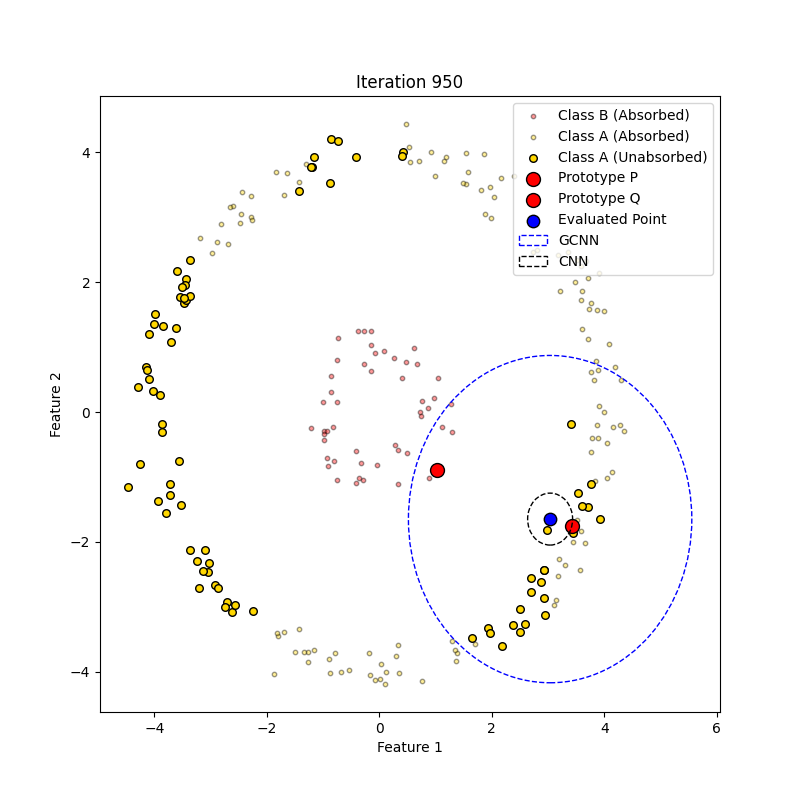 Iteration 950
Class B (Absorbed)
Class A (Absorbed)
Class A (Unabsorbed)
Prototype P
Prototype Q
Evaluated Point
GCNN
CNN
4
2
0
−2
−4
Feature 2
−4
−2
0
2
4
6
Feature 1